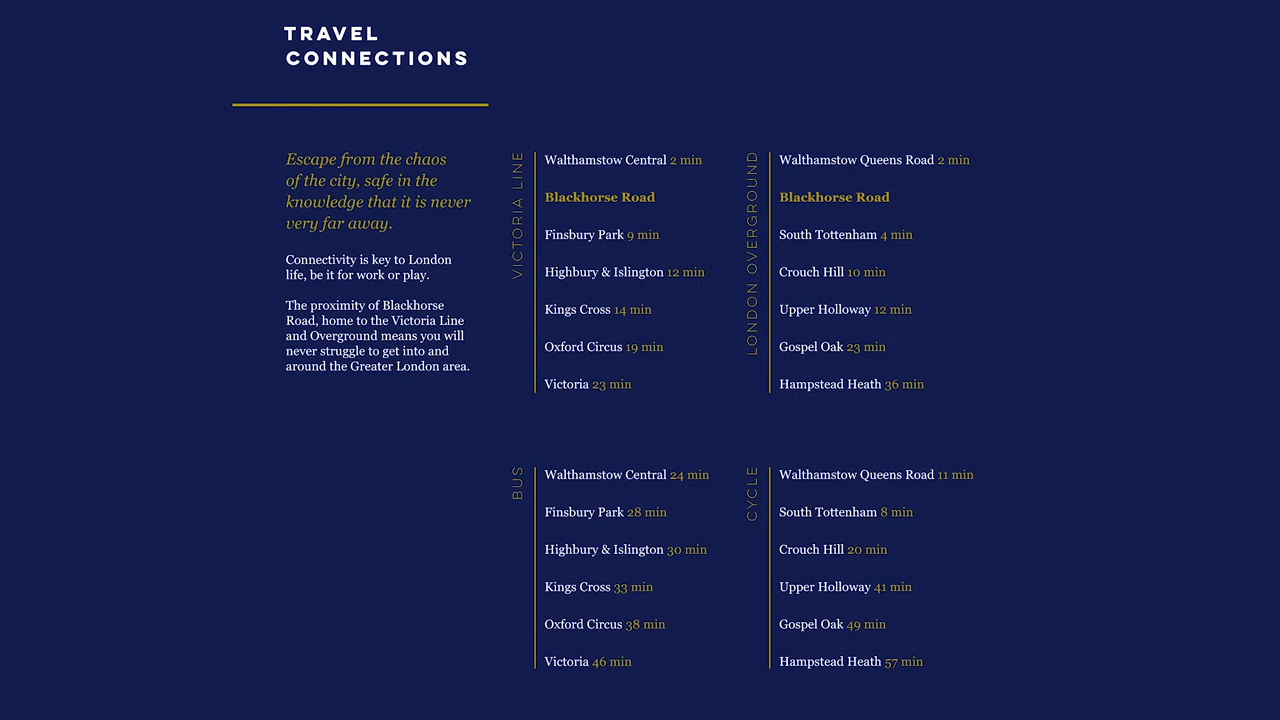 TRAVEL
CONNECTIONS
Escape from the chaos
of the city, safe in the
knowledge that it is never
very far away.
Connectivity is key to London
life, be it for work or play.
The proximity of Blackhorse
Road, home to the Victoria Line
and Overground means you will
never struggle to get into and
around the Greater London area.
VICTORIA LINE
Walthamstow Central 2 min
Blackhorse Road
Finsbury Park 9 min
Highbury & Islington 12 min
Kings Cross 14 min
Oxford Circus 19 min
Victoria 23 min
LONDON OVERGROUND
Walthamstow Queens Road 2 min
Blackhorse Road
South Tottenham 4 min
Crouch Hill 10 min
Upper Holloway 12 min
Gospel Oak 23 min
Hampstead Heath 36 min
BUS
Walthamstow Central 24 min
Finsbury Park 28 min
Highbury & Islington 30 min
Kings Cross 33 min
Oxford Circus 38 min
Victoria 46 min
CYCLE
Walthamstow Queens Road 11 min
South Tottenham 8 min
Crouch Hill 20 min
Upper Holloway 41 min
Gospel Oak 49 min
Hampstead Heath 57 min